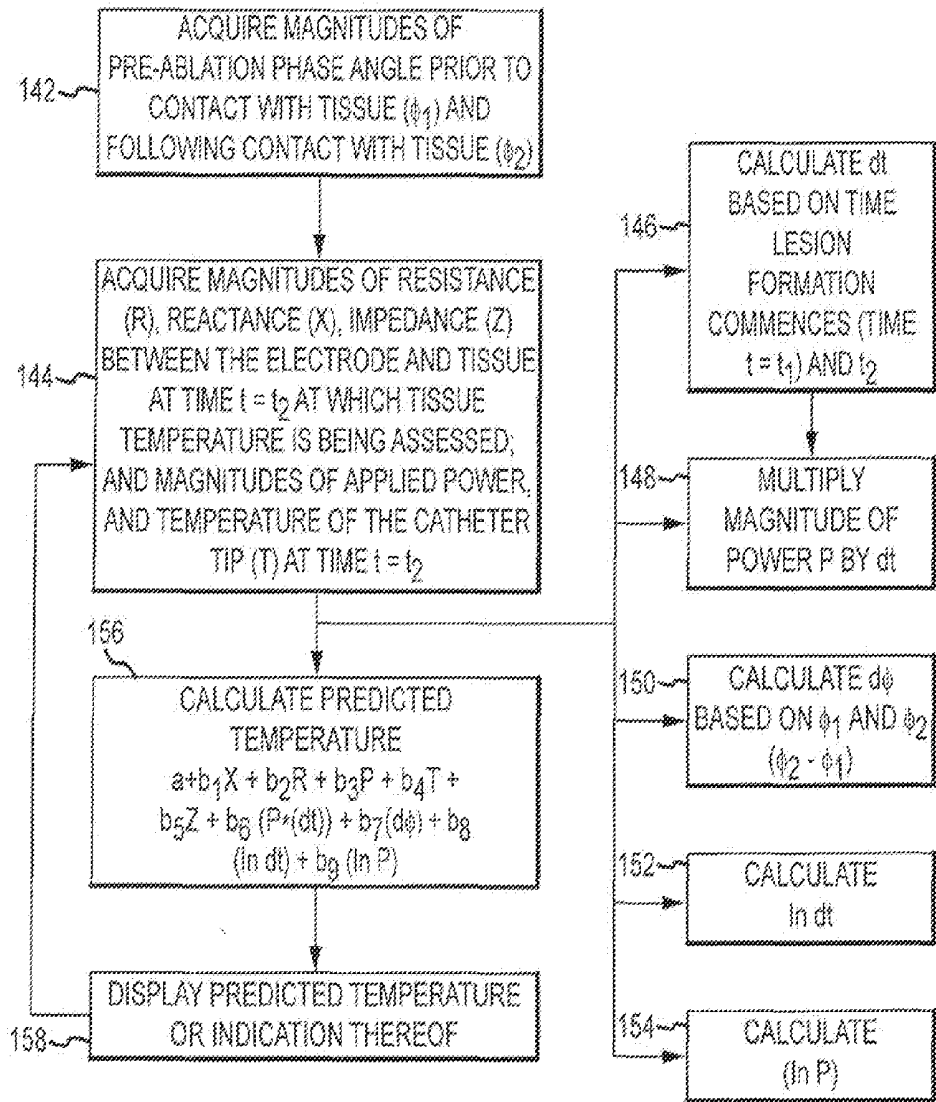 142
ACQUIRE MAGNITUDES OF
PRE-ABLATION PHASE ANGLE PRIOR TO
CONTACT WITH TISSUE (ϕ₁) AND
FOLLOWING CONTACT WITH TISSUE (ϕ₂)
144
ACQUIRE MAGNITUDES OF RESISTANCE
(R), REACTANCE (X), IMPEDANCE (Z)
BETWEEN THE ELECTRODE AND TISSUE
AT TIME t = t₂ AT WHICH TISSUE
TEMPERATURE IS BEING ASSESSED;
AND MAGNITUDES OF APPLIED POWER,
AND TEMPERATURE OF THE CATHETER
TIP (T) AT TIME t = t₂
146
CALCULATE dt
BASED ON TIME
LESION
FORMATION
COMMENCES (TIME
t = t₁) AND t₂
148
MULTIPLY
MAGNITUDE OF
POWER P BY dt
150
CALCULATE dϕ
BASED ON ϕ₁ AND ϕ₂
(ϕ₂ - ϕ₁)
152
CALCULATE
ln dt
154
CALCULATE
(ln P)
156
CALCULATE PREDICTED
TEMPERATURE
a+b₁X + b₂R + b₃P + b₄T +
b₅Z + b₆ (P*(dt)) + b₇(dϕ) + b₈
(ln dt) + b₉ (ln P)
158
DISPLAY PREDICTED TEMPERATURE
OR INDICATION THEREOF